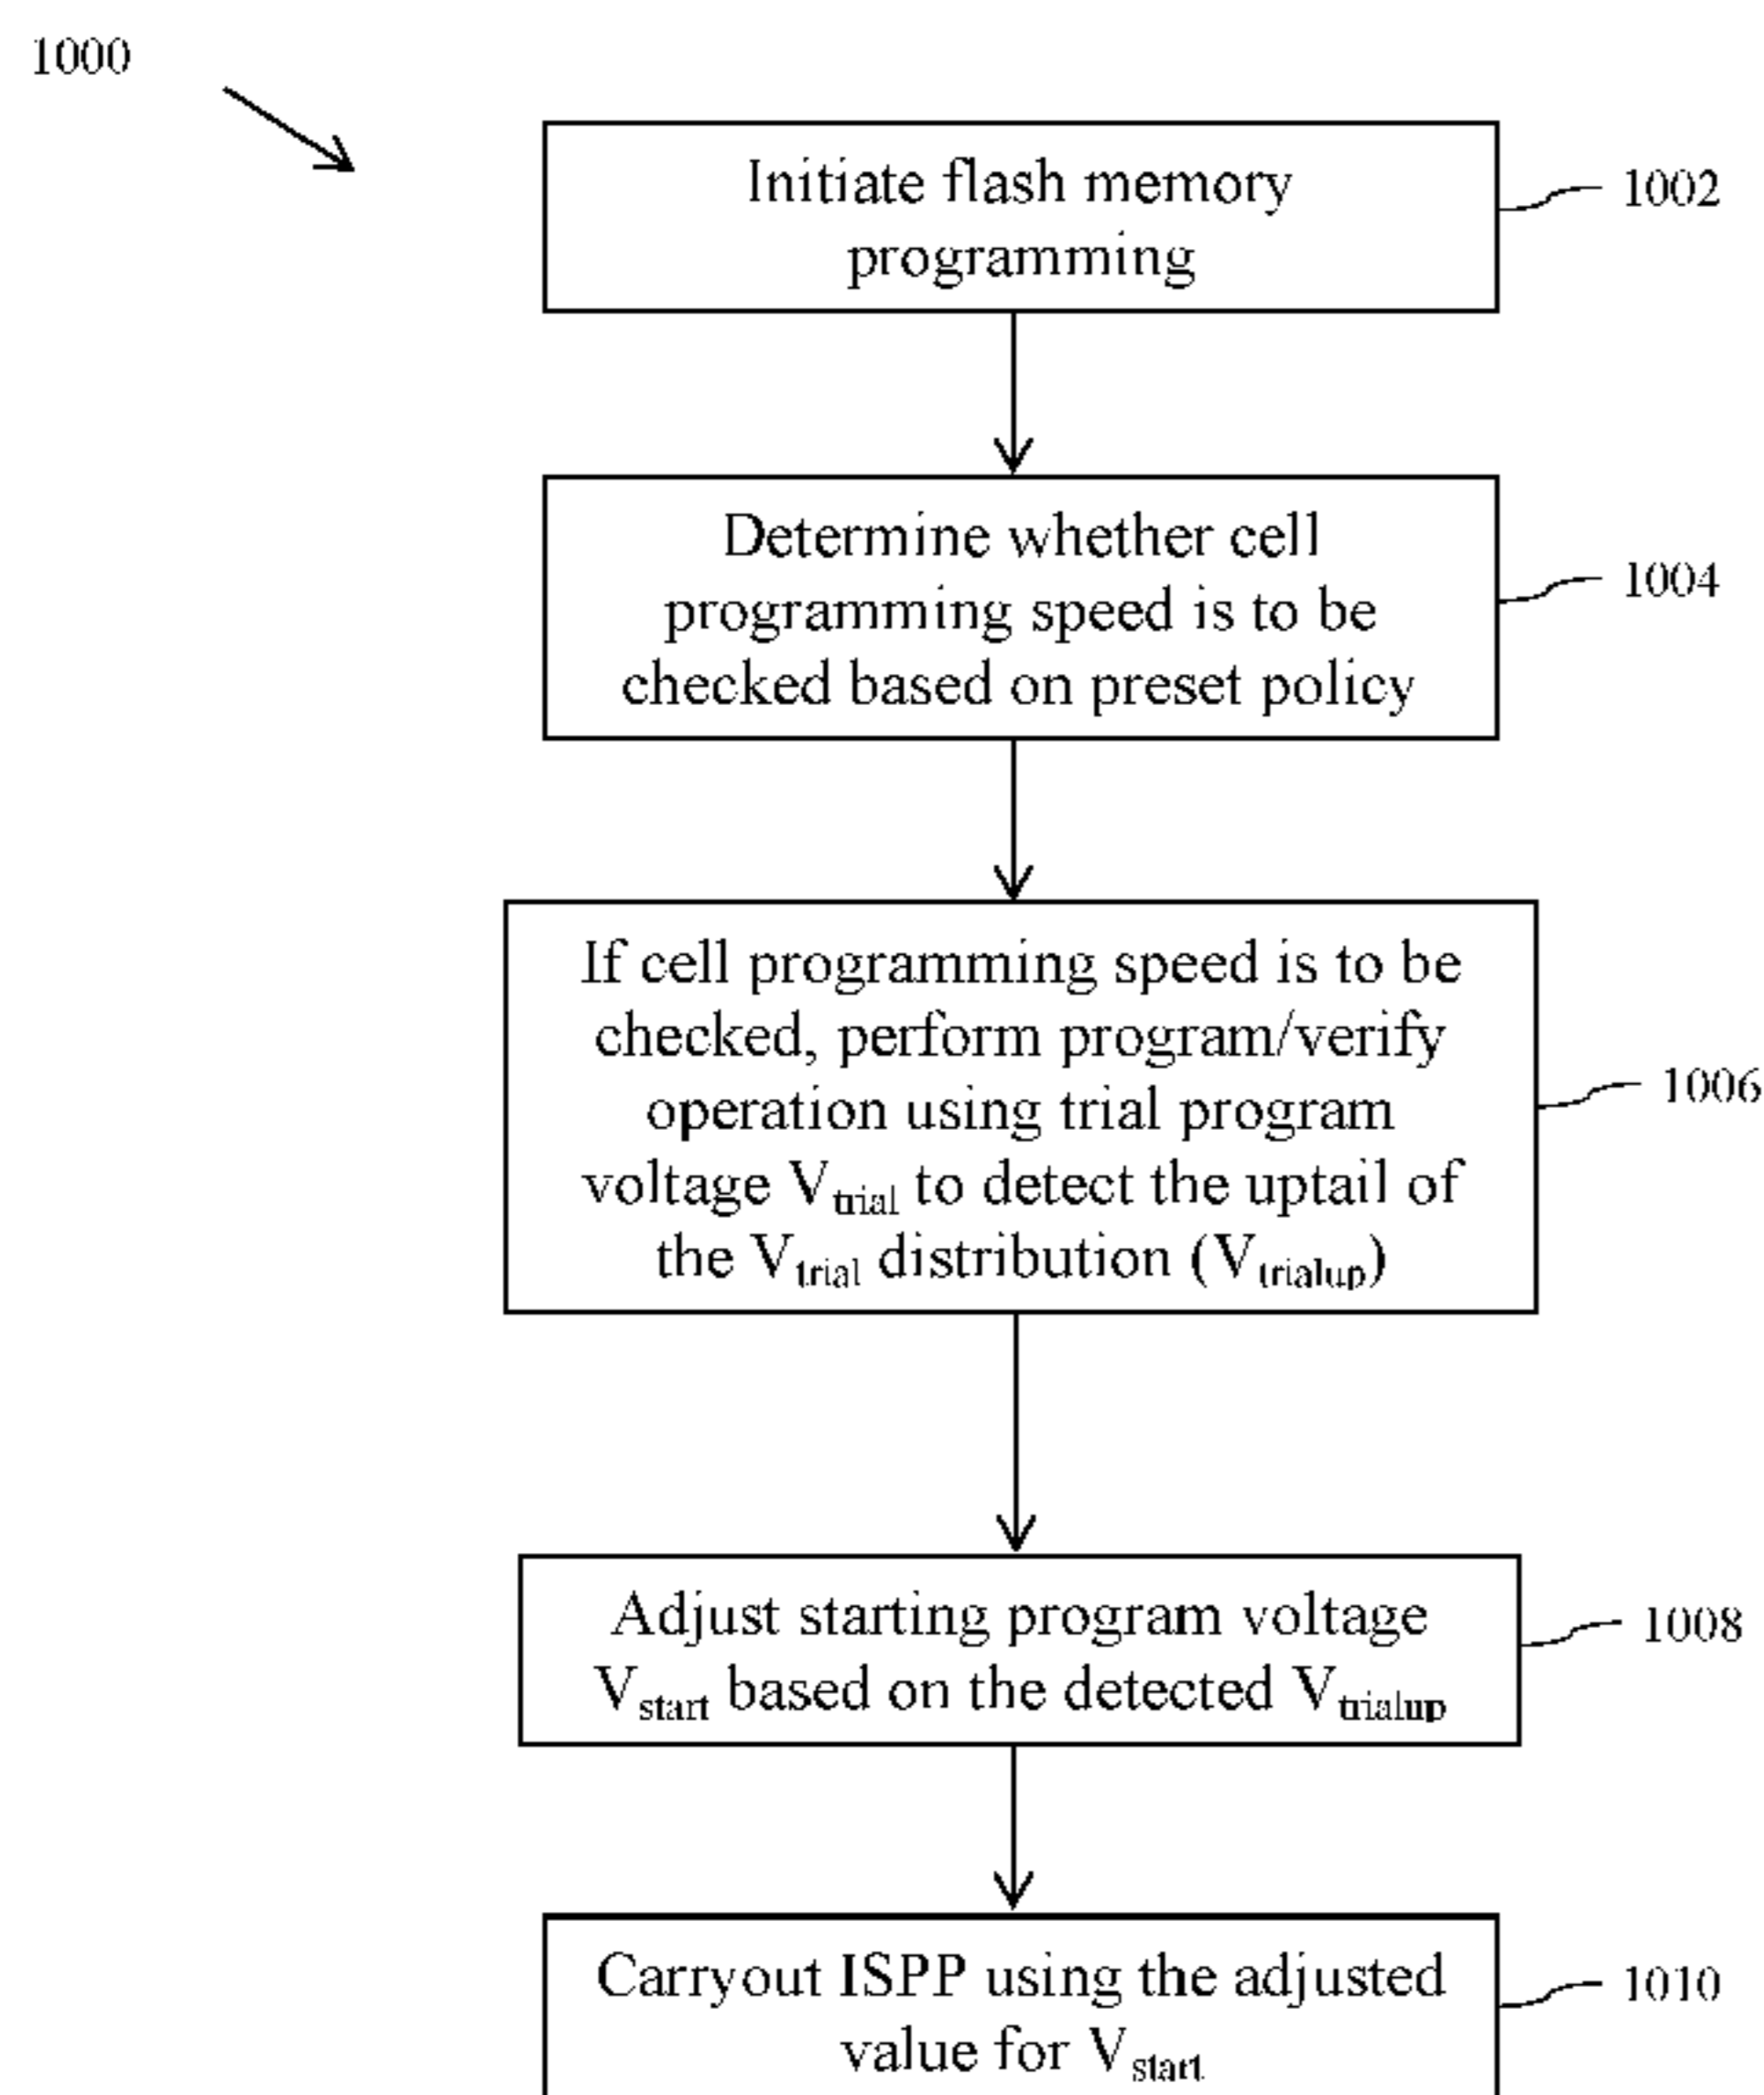 1000
Initiate flash memory
programming
1002
Determine whether cell
programming speed is to be
checked based on preset policy
1004
If cell programming speed is to be
checked, perform program/verify
operation using trial program
voltage Vtrial to detect the uptail of
the Vtrial distribution (Vtrialup)
1006
Adjust starting program voltage
Vstart based on the detected Vtrialup
1008
Carryout ISPP using the adjusted
value for Vstart
1010